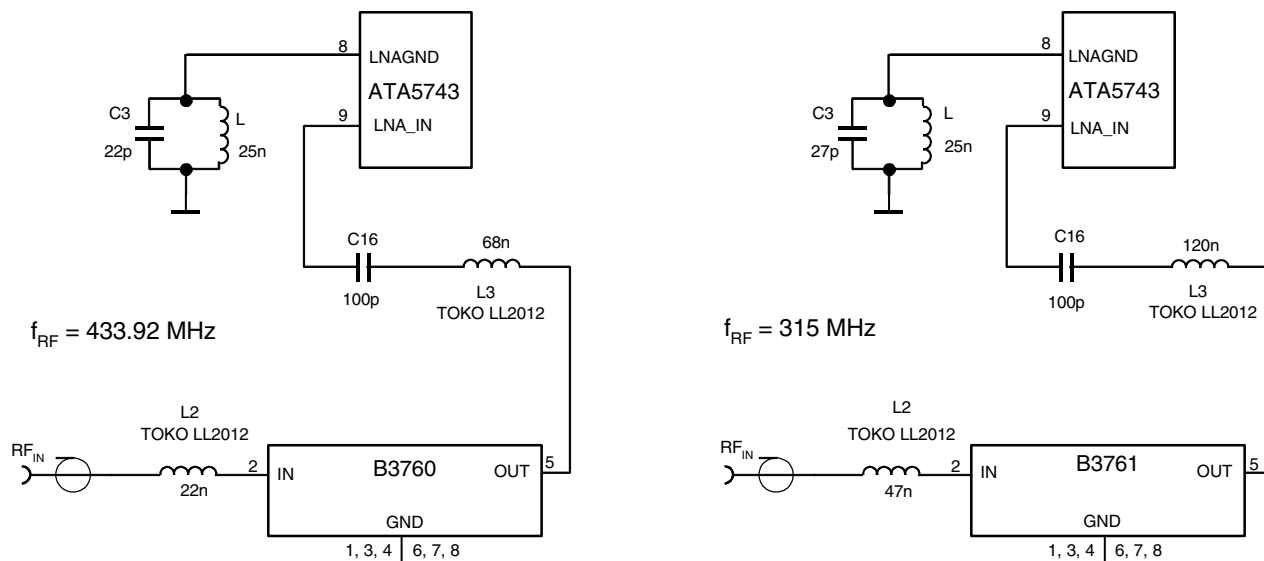 8
LNAGND
ATA5743
C3
L
9
LNA_IN
22p
25n
C16
68n
100p
L3
TOKO LL2012
f_RF = 433.92 MHz
L2
TOKO LL2012
RF_IN
2
IN
B3760
OUT
5
22n
GND
1, 3, 4
6, 7, 8
8
LNAGND
ATA5743
C3
L
9
LNA_IN
27p
25n
C16
120n
100p
L3
TOKO LL2012
f_RF = 315 MHz
L2
TOKO LL2012
RF_IN
2
IN
B3761
OUT
5
47n
GND
1, 3, 4
6, 7, 8